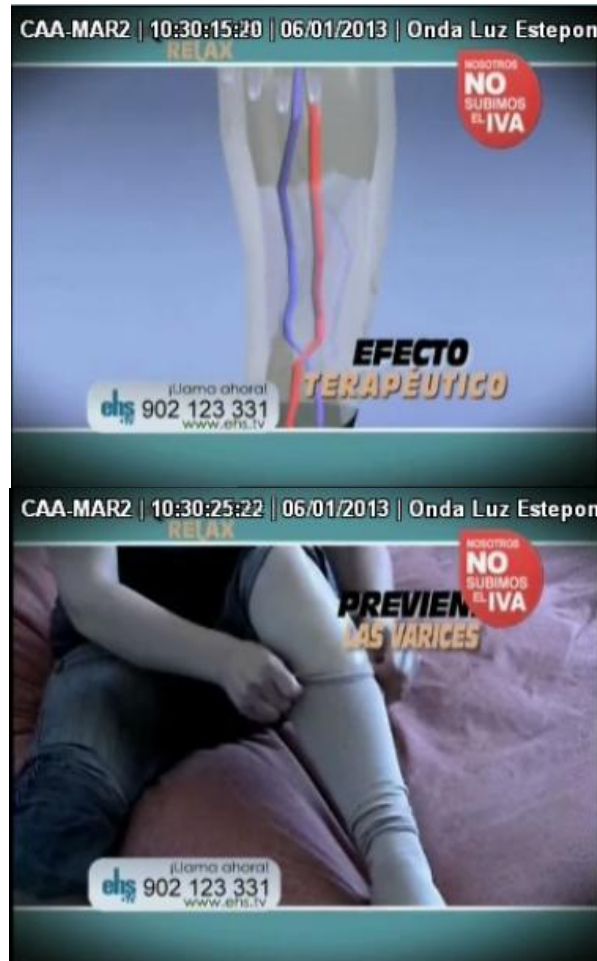 CAA-MAR2 | 10:30:15:20 | 06/01/2013 | Onda Luz Estepon
RELAX
NOSOTROS
NO
SUBIMOS
EL IVA
EFECTO
TERAPÉUTICO
¡Llama ahora!
ehs.tv 902 123 331
www.ehs.tv
CAA-MAR2 | 10:30:25:22 | 06/01/2013 | Onda Luz Estepon
RELAX
NOSOTROS
NO
SUBIMOS
EL IVA
PREVIEN
LAS VARICES
¡Llama ahora!
ehs.tv 902 123 331
www.ehs.tv